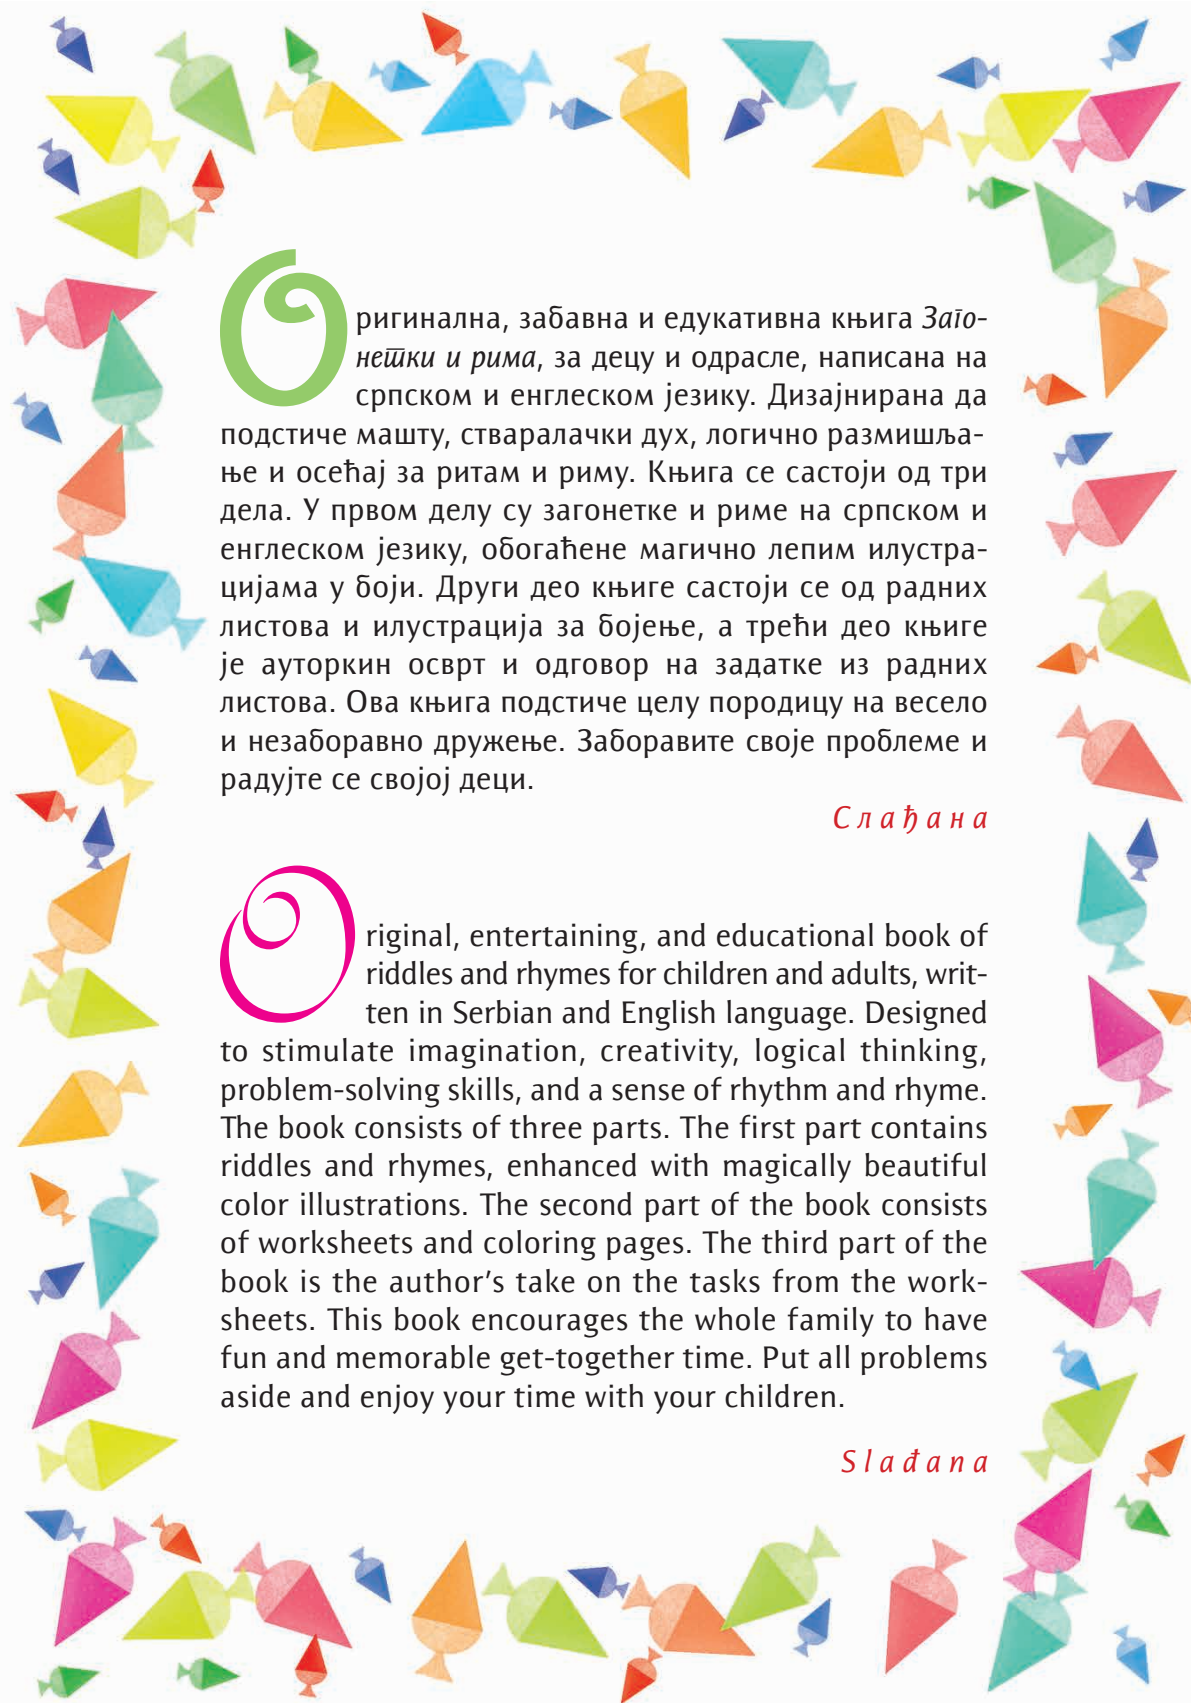 Оригинална, забавна и едукативна књига Заго-
нетки и рима, за децу и одрасле, написана на
српском и енглеском језику. Дизајнирана да
подстиче машту, стваралачки дух, логично размишља-
ње и осећај за ритам и риму. Књига се састоји од три
дела. У првом делу су загонетке и риме на српском и
енглеском језику, обогаћене магично лепим илустра-
цијама у боји. Други део књиге састоји се од радних
листова и илустрација за бојење, а трећи део књиге
је ауторкин осврт и одговор на задатке из радних
листова. Ова књига подстиче целу породицу на весело
и незаборавно дружење. Заборавите своје проблеме и
радујте се својој деци.
Слађана
Original, entertaining, and educational book of
riddles and rhymes for children and adults, writ-
ten in Serbian and English language. Designed
to stimulate imagination, creativity, logical thinking,
problem-solving skills, and a sense of rhythm and rhyme.
The book consists of three parts. The first part contains
riddles and rhymes, enhanced with magically beautiful
color illustrations. The second part of the book consists
of worksheets and coloring pages. The third part of the
book is the author’s take on the tasks from the work-
sheets. This book encourages the whole family to have
fun and memorable get-together time. Put all problems
aside and enjoy your time with your children.
Slađana